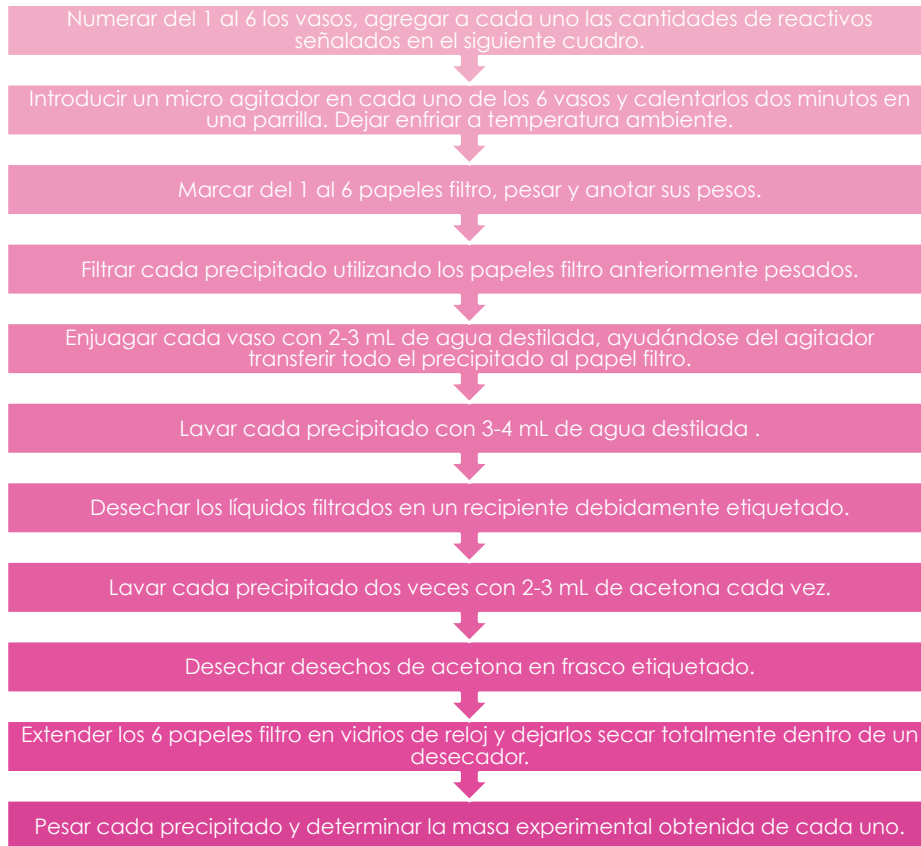 Numerar del 1 al 6 los vasos, agregar a cada uno las cantidades de reactivos
señalados en el siguiente cuadro.
Introducir un micro agitador en cada uno de los 6 vasos y calentarlos dos minutos en
una parrilla. Dejar enfriar a temperatura ambiente.
Marcar del 1 al 6 papeles filtro, pesar y anotar sus pesos.
Filtrar cada precipitado utilizando los papeles filtro anteriormente pesados.
Enjuagar cada vaso con 2-3 mL de agua destilada, ayudándose del agitador
transferir todo el precipitado al papel filtro.
Lavar cada precipitado con 3-4 mL de agua destilada .
Desechar los líquidos filtrados en un recipiente debidamente etiquetado.
Lavar cada precipitado dos veces con 2-3 mL de acetona cada vez.
Desechar desechos de acetona en frasco etiquetado.
Extender los 6 papeles filtro en vidrios de reloj y dejarlos secar totalmente dentro de un
desecador.
Pesar cada precipitado y determinar la masa experimental obtenida de cada uno.